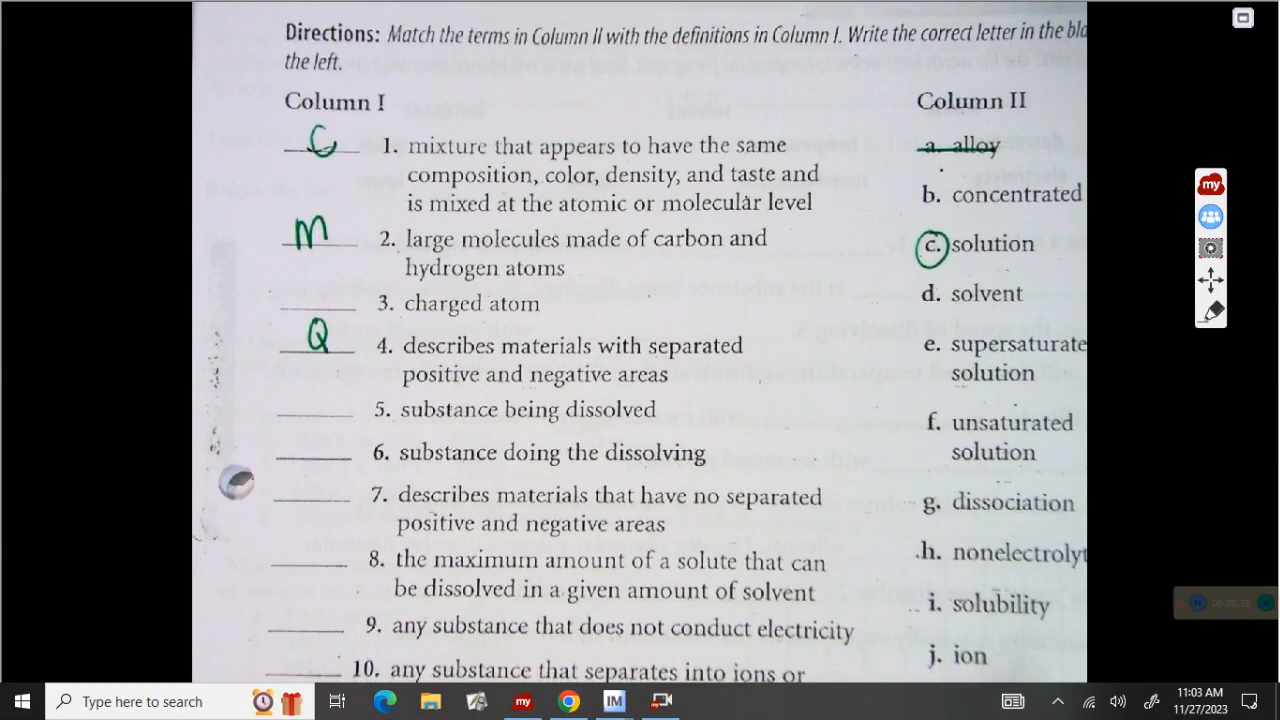 Directions: Match the terms in Column II with the definitions in Column I. Write the correct letter in the
the left.
Column I
C 1. mixture that appears to have the same
composition, color, density, and taste and
is mixed at the atomic or molecular level
M 2. large molecules made of carbon and
hydrogen atoms
3. charged atom
Q 4. describes materials with separated
positive and negative areas
5. substance being dissolved
6. substance doing the dissolving
7. describes materials that have no separated
positive and negative areas
8. the maximum amount of a solute that can
be dissolved in a given amount of solvent
9. any substance that does not conduct electricity
10. any substance that separates into ions or
Column II
a. alloy
b. concentrated
c. solution
d. solvent
e. supersaturate
solution
f. unsaturated
solution
g. dissociation
h. nonelectrolyt
i. solubility
j. ion
my
00:05:38
Type here to search
my
IM
11:03 AM
11/27/2023